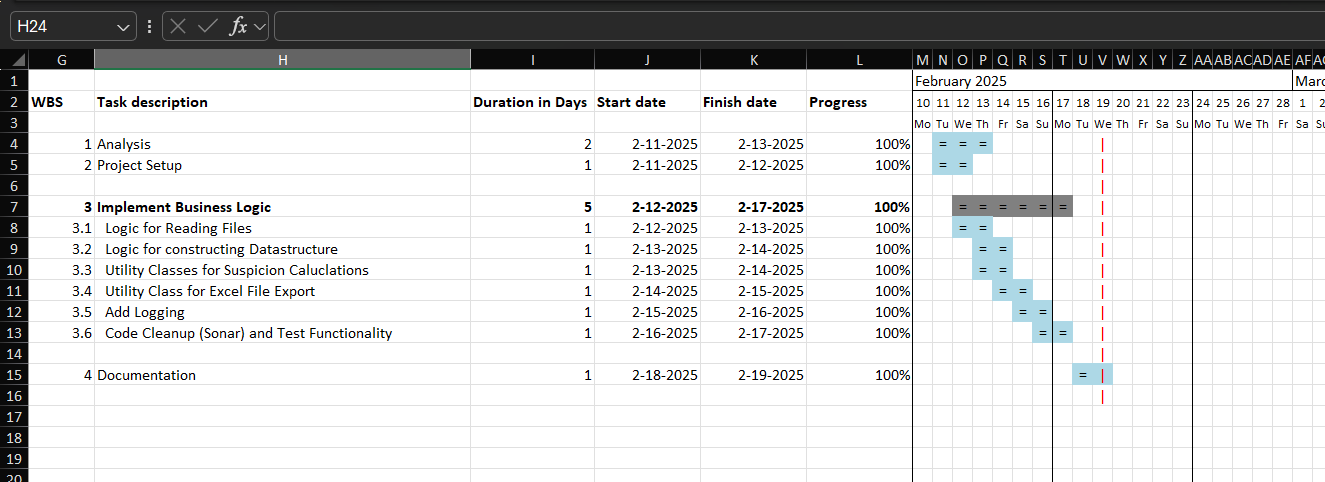 H24 fx
G H I J K L M N O P Q R S T U V W X Y Z AA AB AC AD AE AF
1 February 2025
2 WBS Task description Duration in Days Start date Finish date Progress 10 11 12 13 14 15 16 17 18 19 20 21 22 23 24 25 26 27 28 1 2
3 Mo Tu We Th Fr Sa Su Mo Tu We Th Fr Sa Su Mo Tu We Th Fr Sa Su
4 1 Analysis 2 2-11-2025 2-13-2025 100% = = =
5 2 Project Setup 1 2-11-2025 2-12-2025 100% = =
6
7 3 Implement Business Logic 5 2-12-2025 2-17-2025 100% = = = = = =
8 3.1 Logic for Reading Files 1 2-12-2025 2-13-2025 100% = =
9 3.2 Logic for constructing Datastructure 1 2-13-2025 2-14-2025 100% = =
10 3.3 Utility Classes for Suspicion Caluclations 1 2-13-2025 2-14-2025 100% = =
11 3.4 Utility Class for Excel File Export 1 2-14-2025 2-15-2025 100% = =
12 3.5 Add Logging 1 2-15-2025 2-16-2025 100% = =
13 3.6 Code Cleanup (Sonar) and Test Functionality 1 2-16-2025 2-17-2025 100% = =
14
15 4 Documentation 1 2-18-2025 2-19-2025 100% =
16
17
18
19
20